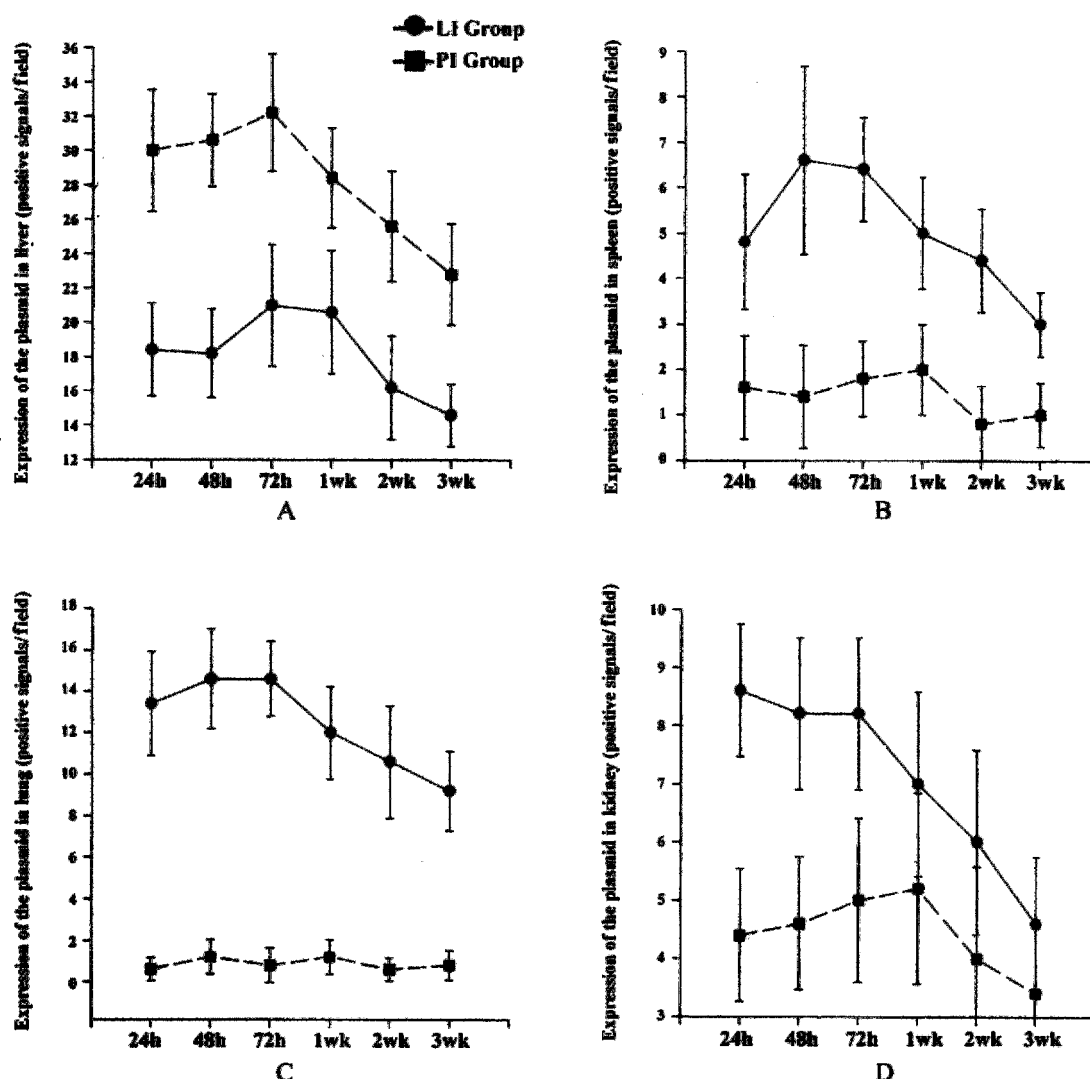 LI Group
PI Group
Expression of the plasmid in liver (positive signals/field)
36
34
32
30
28
26
24
22
20
18
16
14
12
24h 48h 72h 1wk 2wk 3wk
A
Expression of the plasmid in spleen (positive signals/field)
9
8
7
6
5
4
3
2
1
0
24h 48h 72h 1wk 2wk 3wk
B
Expression of the plasmid in lung (positive signals/field)
18
16
14
12
10
8
6
4
2
0
24h 48h 72h 1wk 2wk 3wk
C
Expression of the plasmid in kidney (positive signals/field)
10
9
8
7
6
5
4
3
24h 48h 72h 1wk 2wk 3wk
D